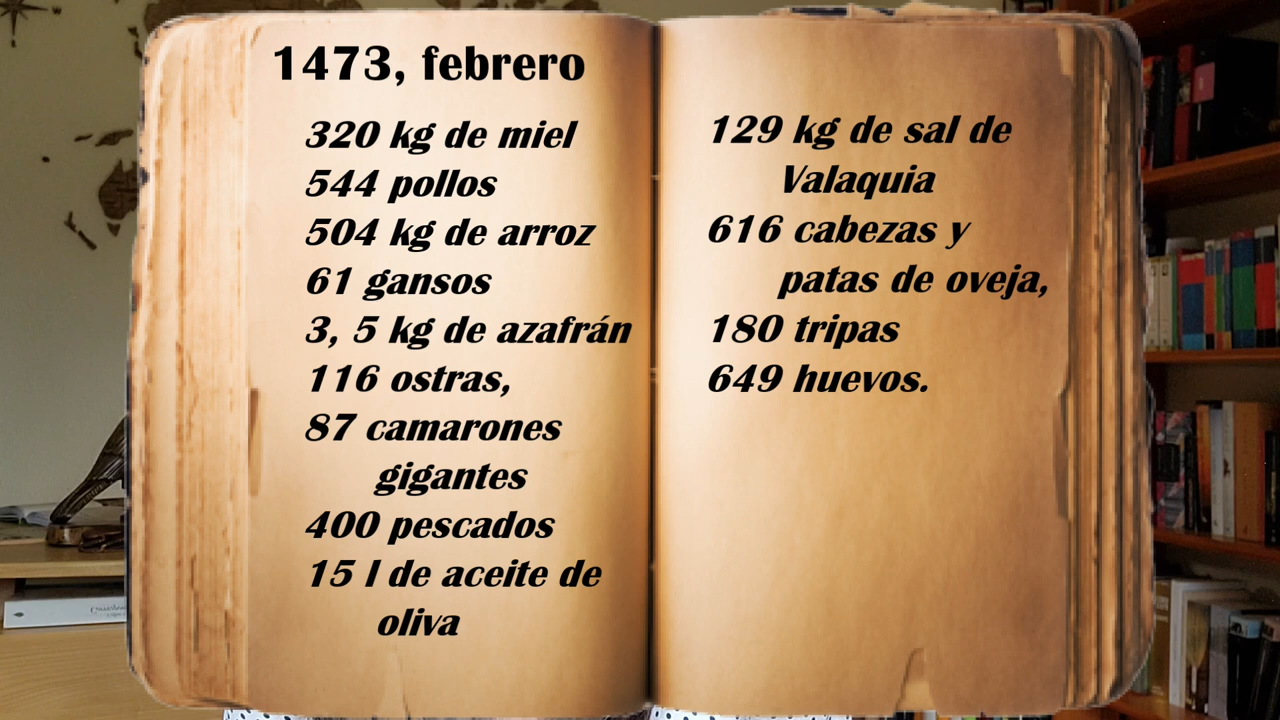 1473, febrero
320 kg de miel
544 pollos
504 kg de arroz
61 gansos
3, 5 kg de azafrán
116 ostras,
87 camarones
gigantes
400 pescados
15 l de aceite de
oliva
129 kg de sal de
Valaquia
616 cabezas y
patas de oveja,
180 tripas
649 huevos.